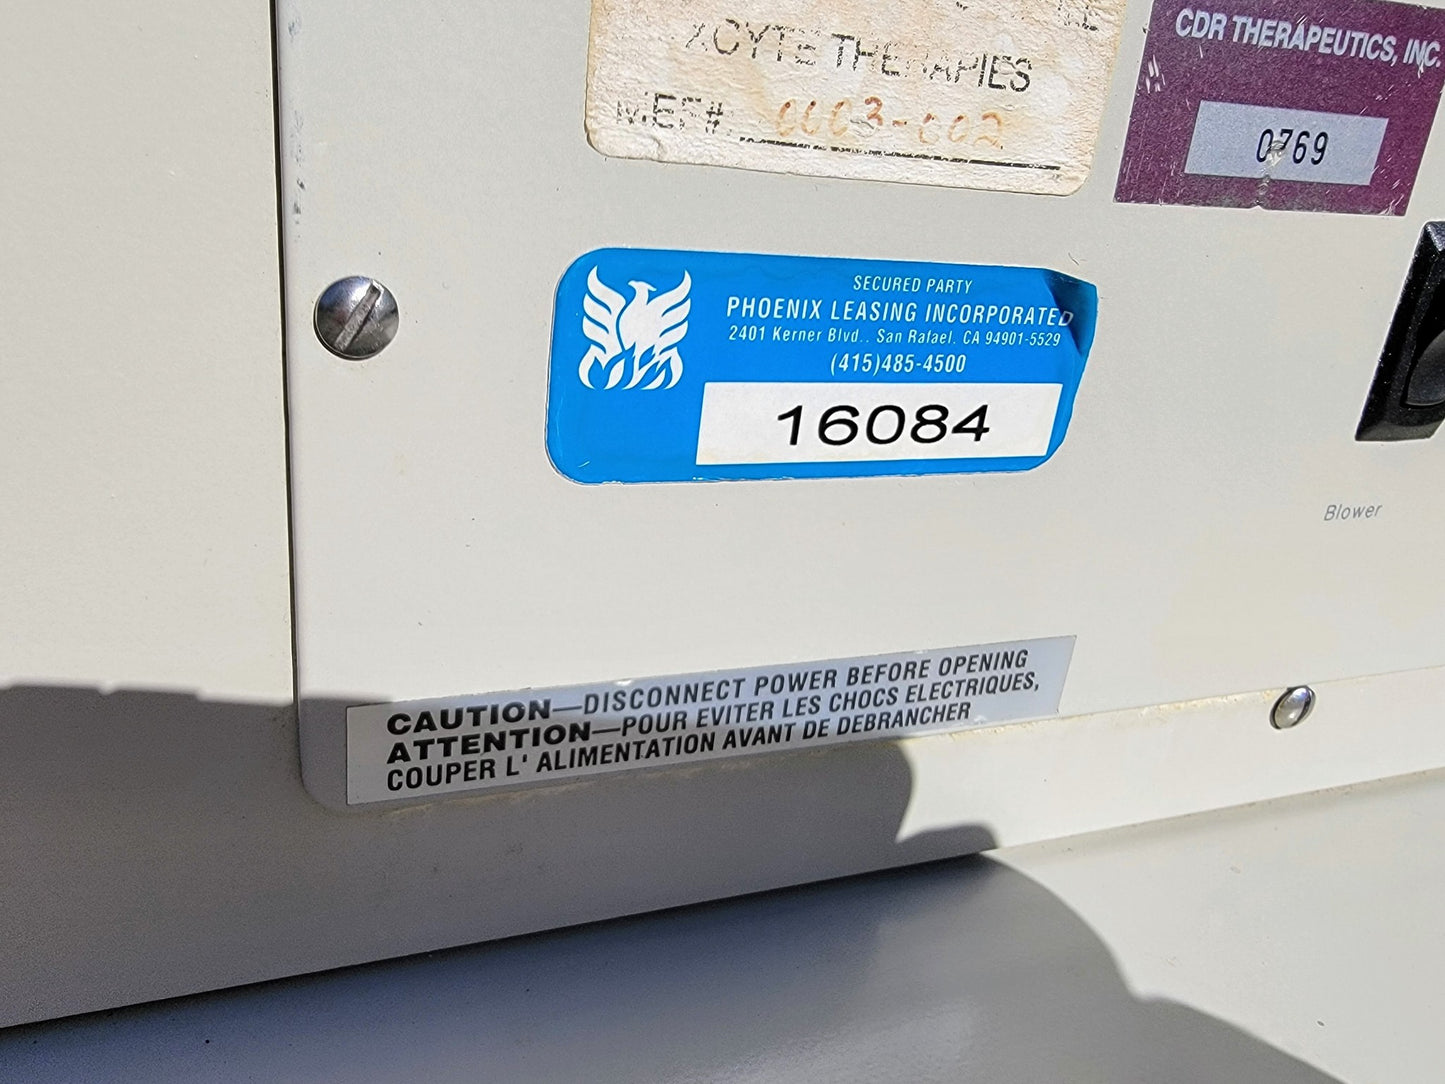 XCYTE THERAPIES
MEF# 0003-002
CDR THERAPEUTICS, INC.
0769
SECURED PARTY
PHOENIX LEASING INCORPORATED
2401 Kerner Blvd., San Rafael, CA 94901-5529
(415)485-4500
16084
Blower
CAUTION—DISCONNECT POWER BEFORE OPENING
ATTENTION—POUR EVITER LES CHOCS ELECTRIQUES,
COUPER L' ALIMENTATION AVANT DE DEBRANCHER